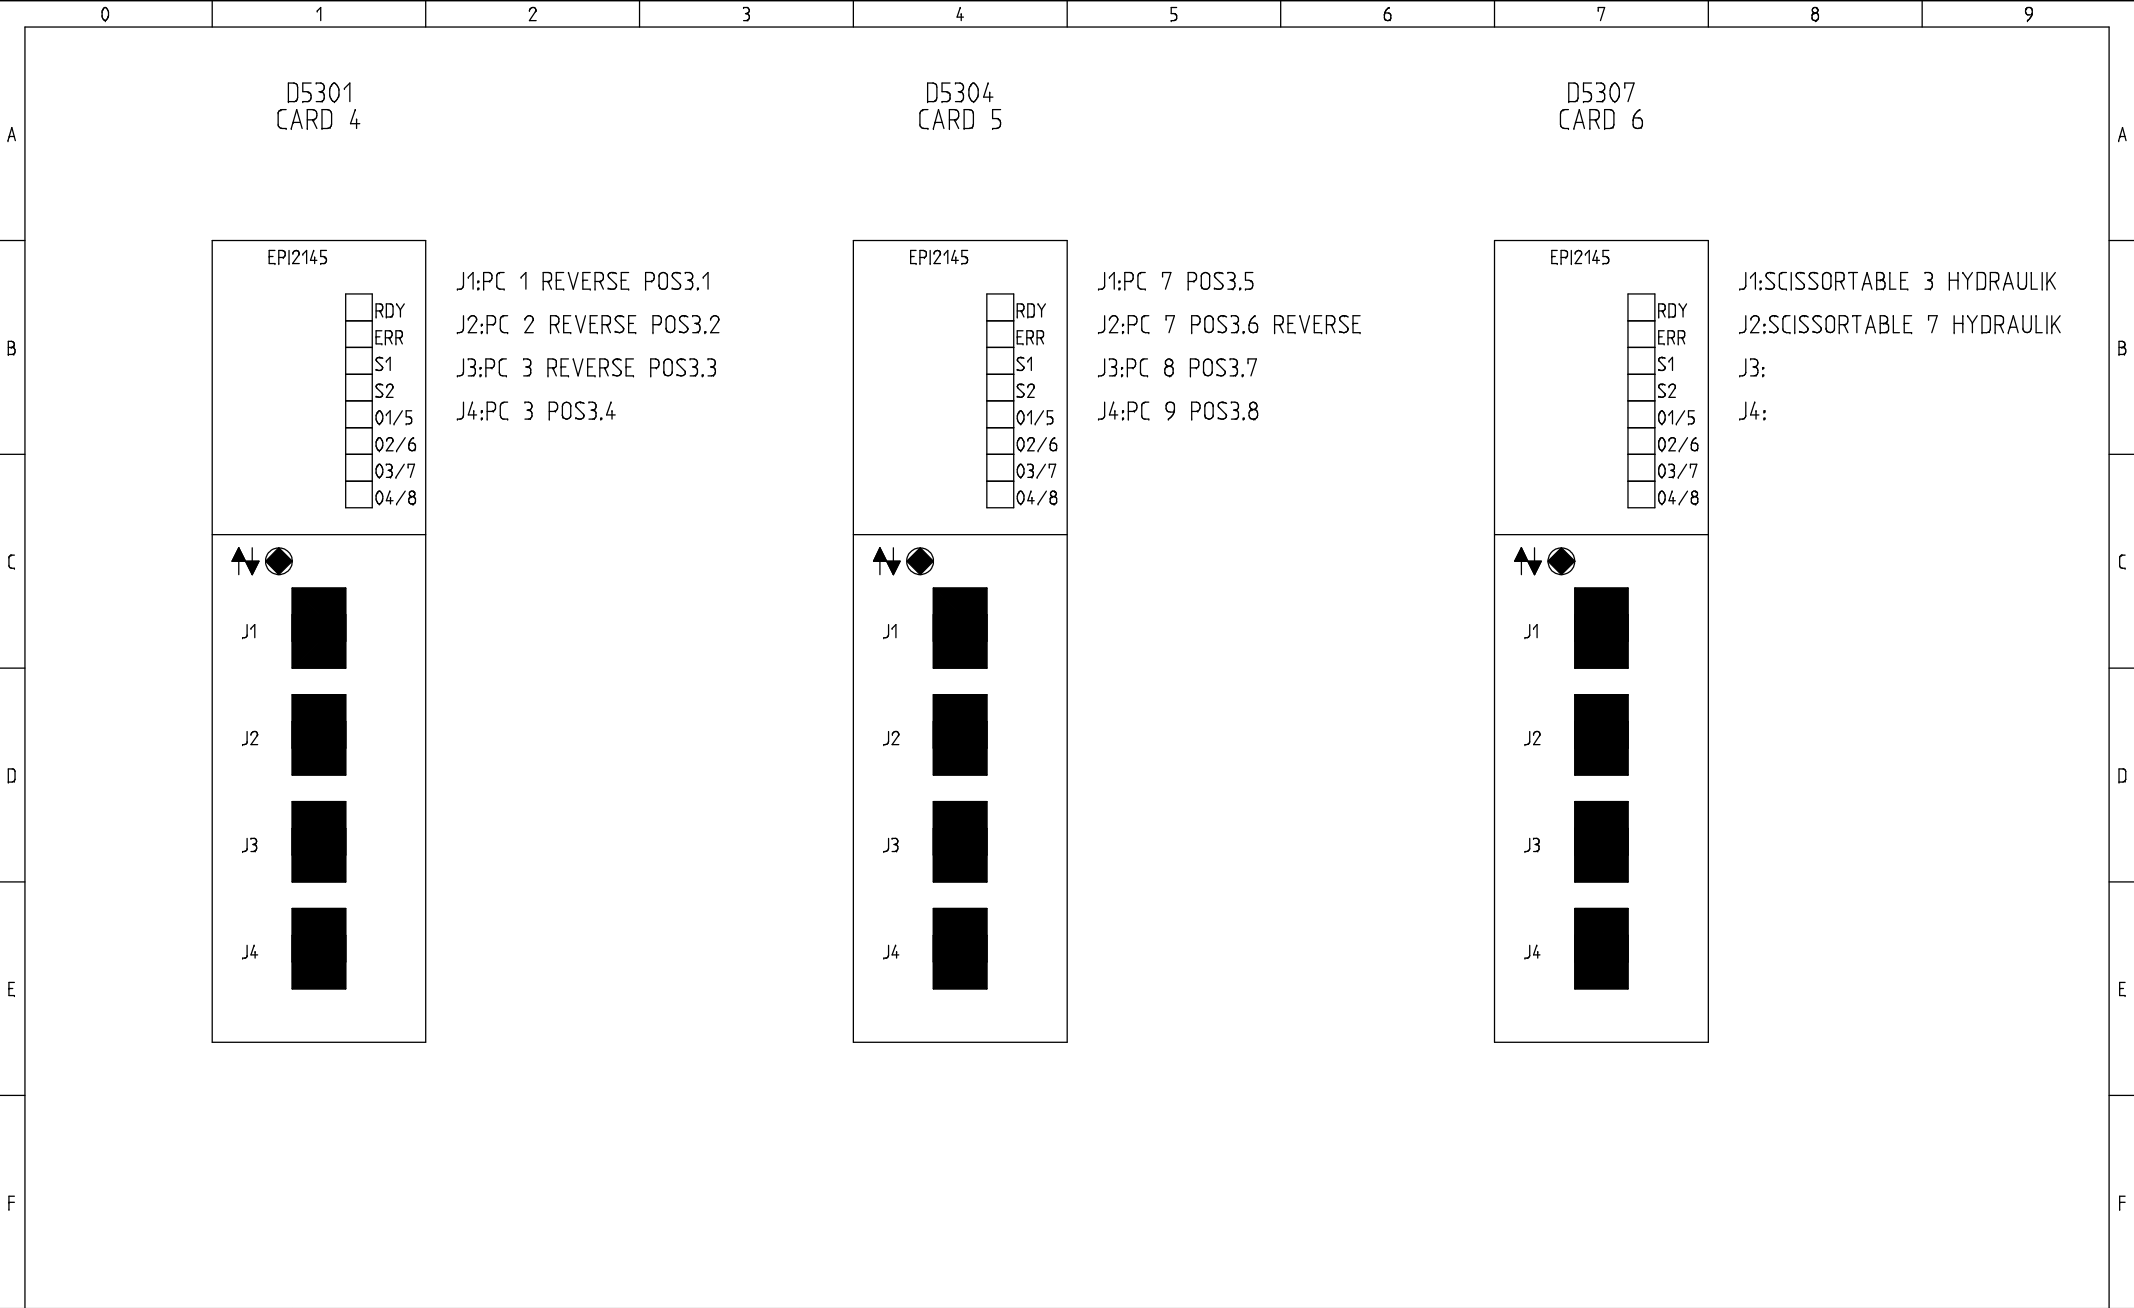 0 1 2 3 4 5 6 7 8 9
D5301
CARD 4
D5304
CARD 5
D5307
CARD 6
A A
EPI2145
RDY
ERR
S1
S2
01/5
02/6
03/7
04/8
J1:PC 1 REVERSE POS3.1
J2:PC 2 REVERSE POS3.2
J3:PC 3 REVERSE POS3.3
J4:PC 3 POS3.4
EPI2145
RDY
ERR
S1
S2
01/5
02/6
03/7
04/8
J1:PC 7 POS3.5
J2:PC 7 POS3.6 REVERSE
J3:PC 8 POS3.7
J4:PC 9 POS3.8
EPI2145
RDY
ERR
S1
S2
01/5
02/6
03/7
04/8
J1:SCISSORTABLE 3 HYDRAULIK
J2:SCISSORTABLE 7 HYDRAULIK
J3:
J4:
B B
C C
J1 J1 J1
J2 J2 J2
D D
J3 J3 J3
J4 J4 J4
E E
F F